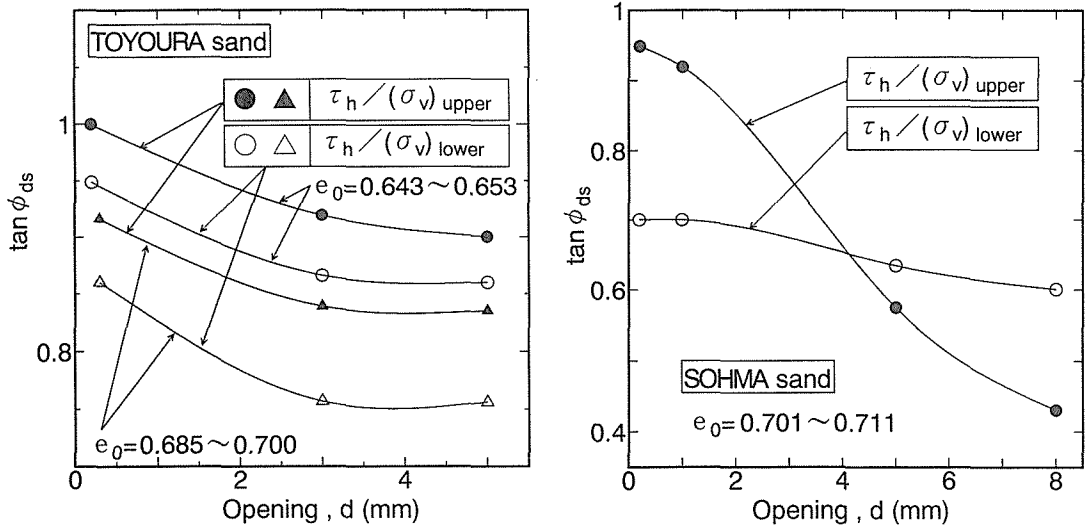 TOYOURA sand
τh/(σv) upper
τh/(σv) lower
e0=0.643～0.653
e0=0.685～0.700
tan ϕds
1
0.8
0
2
4
Opening , d (mm)
1
0.8
0.6
0.4
tan ϕds
τh/(σv) upper
τh/(σv) lower
SOHMA sand
e0=0.701～0.711
0
2
4
6
8
Opening , d (mm)